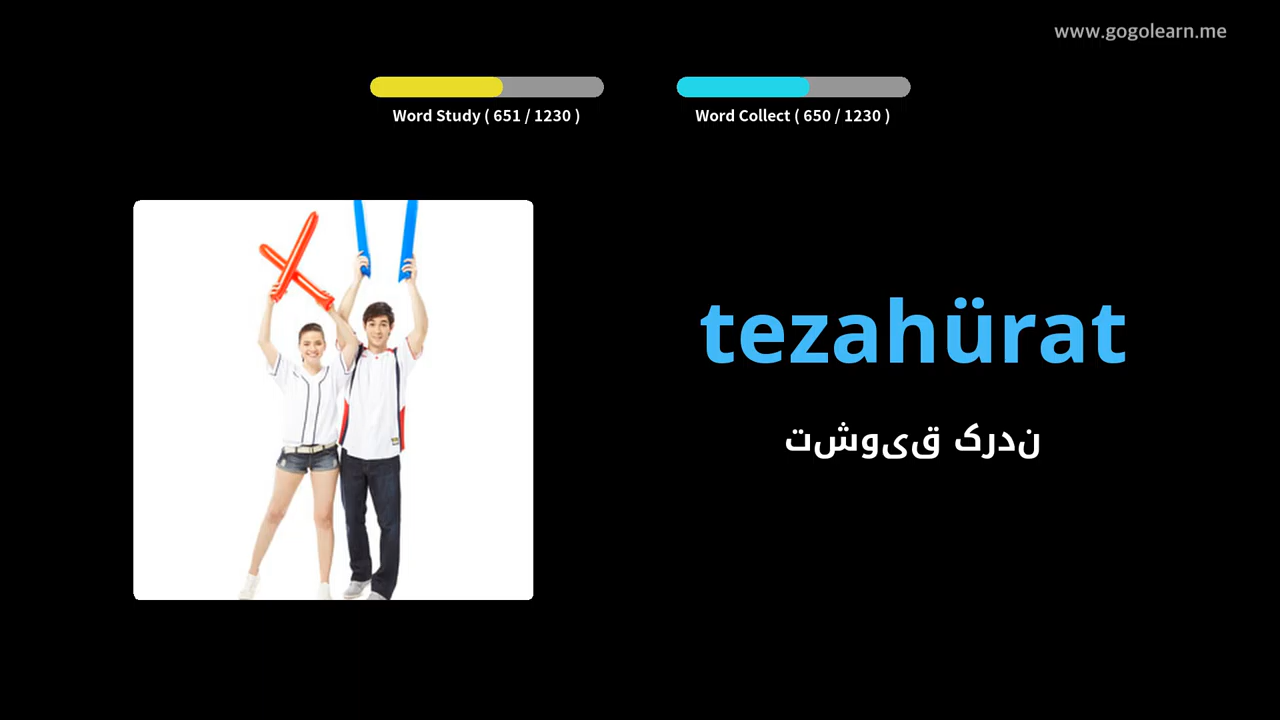 www.gogolearn.me
Word Study ( 651 / 1230 )
Word Collect ( 650 / 1230 )
tezahürat
تشویق کردن